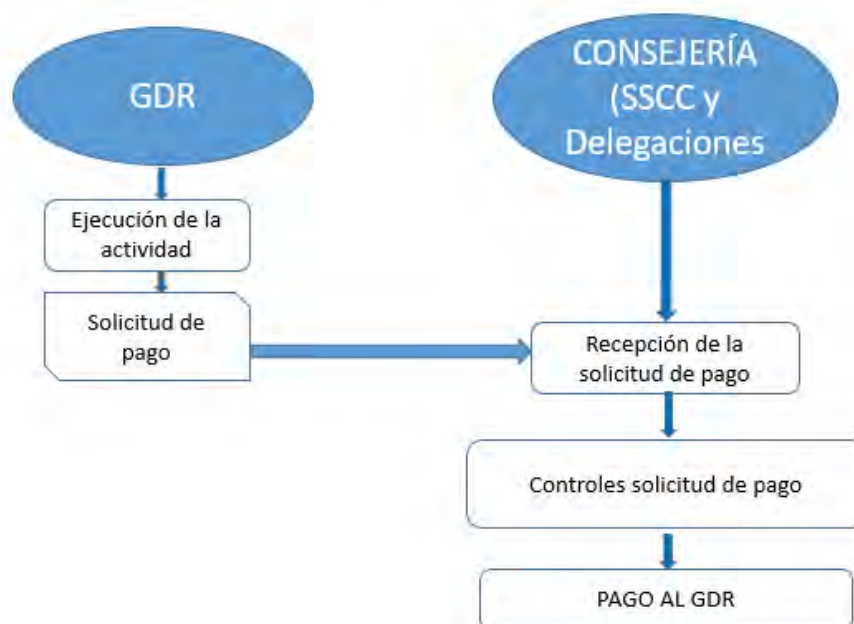 GDR
CONSEJERÍA
(SSCC y
Delegaciones
Ejecución de la
actividad
Solicitud de
pago
Recepción de la
solicitud de pago
Controles solicitud de pago
PAGO AL GDR